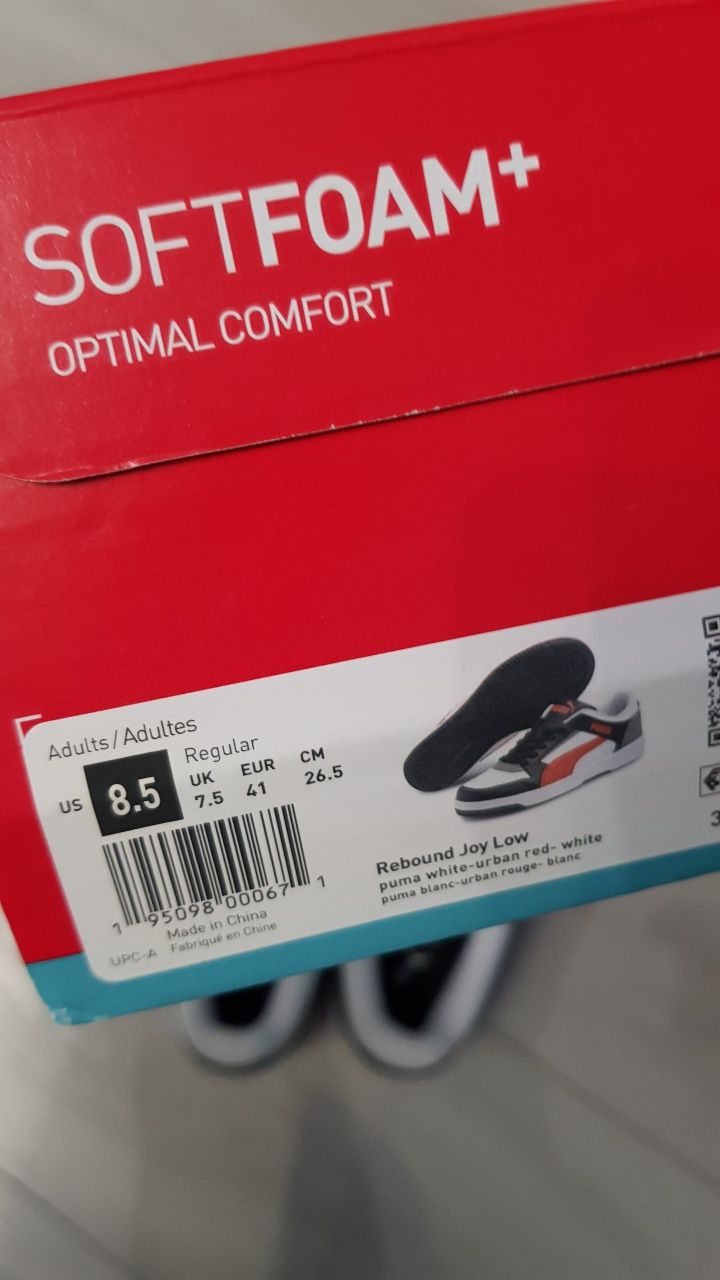 SOFTFOAM+
OPTIMAL COMFORT
Adults/Adultes
Regular
US 8.5
UK EUR CM
7.5 41 26.5
1 95098 00067 1
Made in China
UPC-A Fabriqué en Chine
Rebound Joy Low
puma white-urban red- white
puma blanc-urban rouge- blanc
3